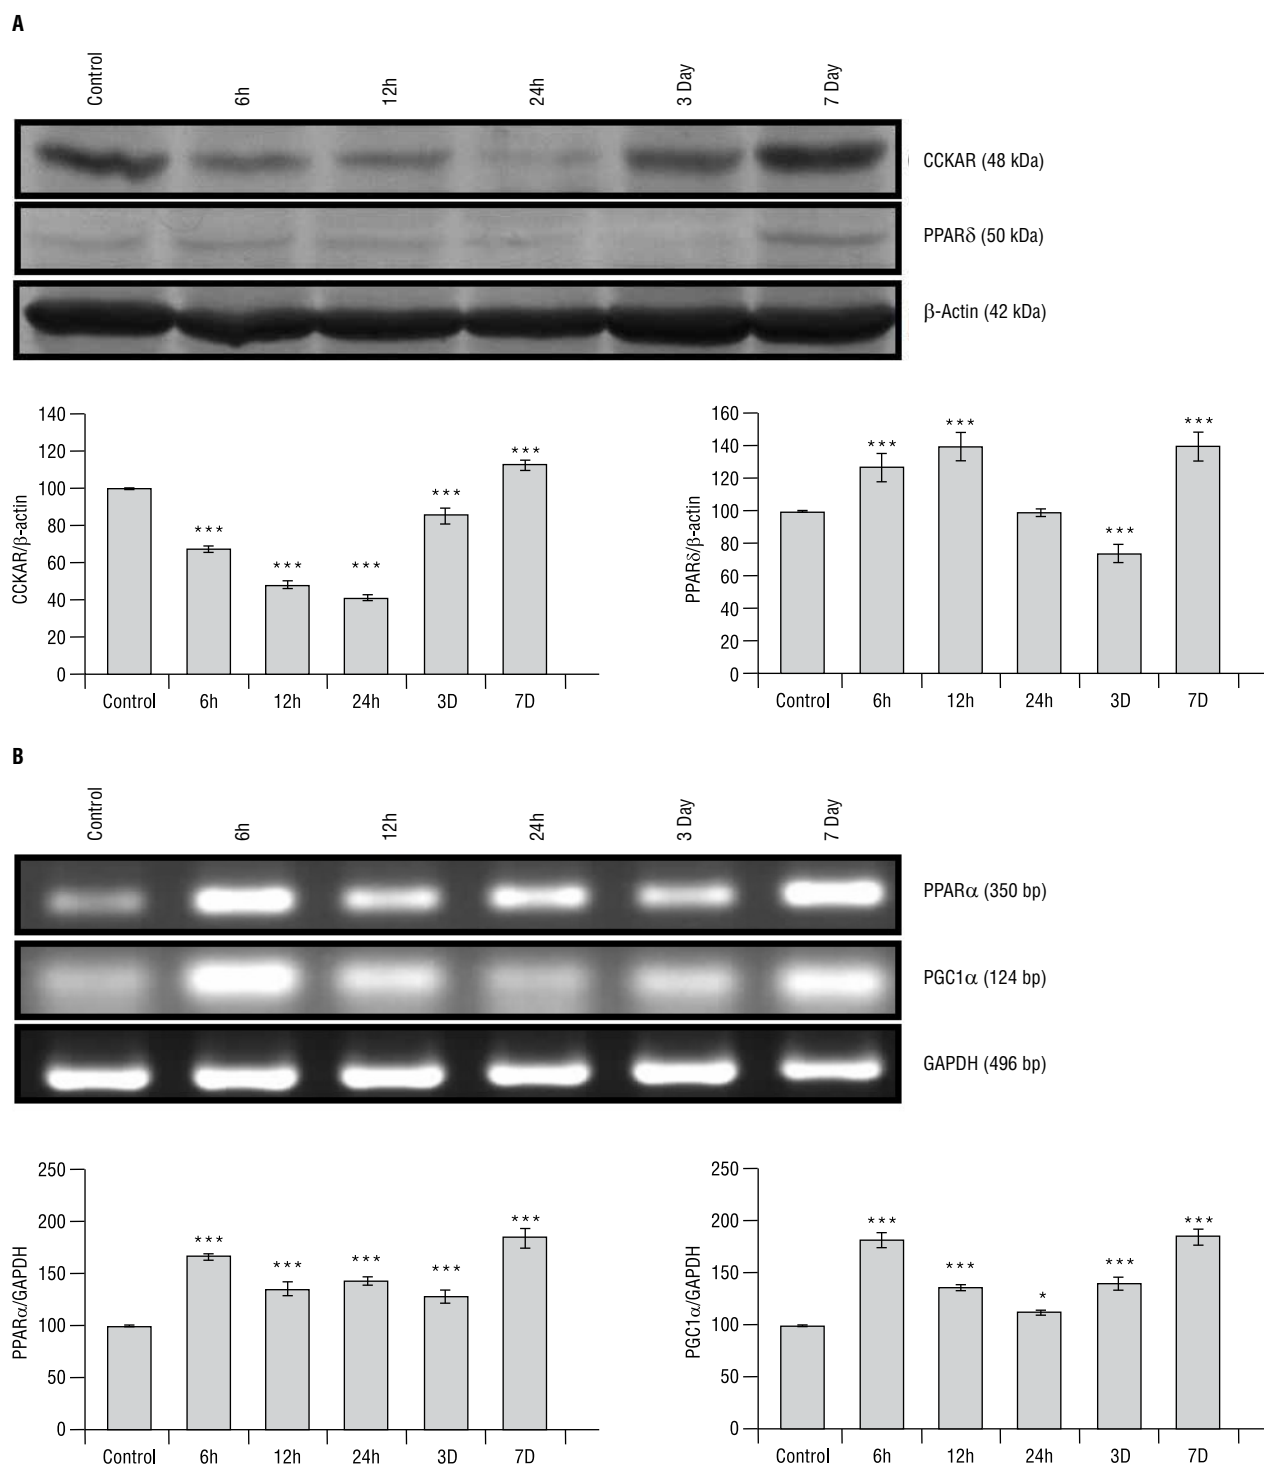 A
Control 6h 12h 24h 3 Day 7 Day
CCKAR (48 kDa)
PPARδ (50 kDa)
β-Actin (42 kDa)
CCKAR/β-actin
140
120
100
80
60
40
20
0
*** *** *** *** ***
Control 6h 12h 24h 3D 7D
PPARδ/β-actin
160
140
120
100
80
60
40
20
0
*** *** *** ***
Control 6h 12h 24h 3D 7D
B
Control 6h 12h 24h 3 Day 7 Day
PPARα (350 bp)
PGC1α (124 bp)
GAPDH (496 bp)
PPARα/GAPDH
250
200
150
100
50
0
*** *** *** *** ***
Control 6h 12h 24h 3D 7D
PGC1α/GAPDH
250
200
150
100
50
0
*** *** * *** ***
Control 6h 12h 24h 3D 7D